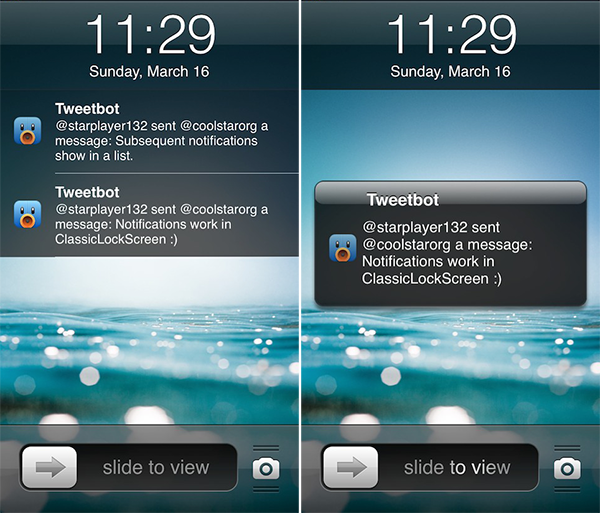 11:29
Sunday, March 16
Tweetbot
@starplayer132 sent @coolstarorg a
message: Subsequent notifications
show in a list.
Tweetbot
@starplayer132 sent @coolstarorg a
message: Notifications work in
ClassicLockScreen :)
slide to view
11:29
Sunday, March 16
Tweetbot
@starplayer132 sent
@coolstarorg a message:
Notifications work in
ClassicLockScreen :)
slide to view